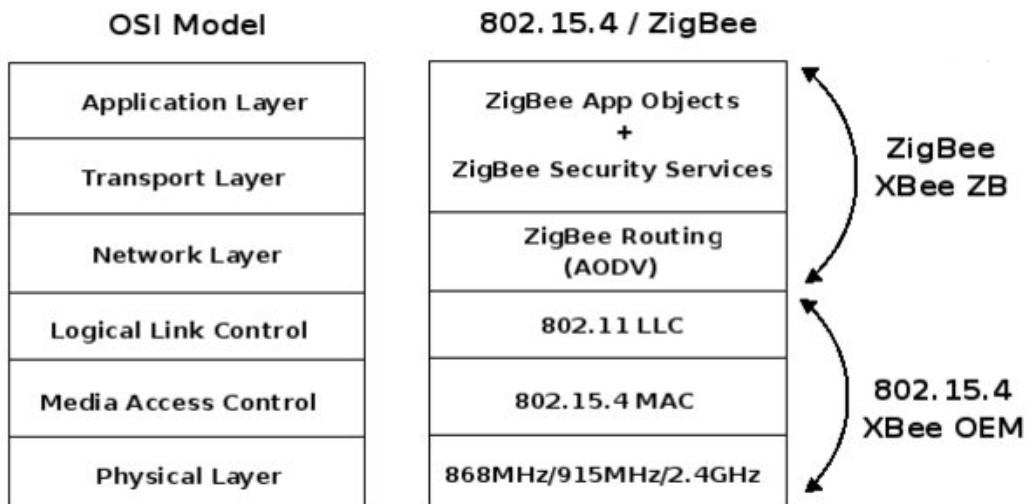 OSI Model
802.15.4 / ZigBee
Application Layer
Transport Layer
Network Layer
Logical Link Control
Media Access Control
Physical Layer
ZigBee App Objects
+
ZigBee Security Services
ZigBee Routing
(AODV)
802.11 LLC
802.15.4 MAC
868MHz/915MHz/2.4GHz
ZigBee
XBee ZB
802.15.4
XBee OEM